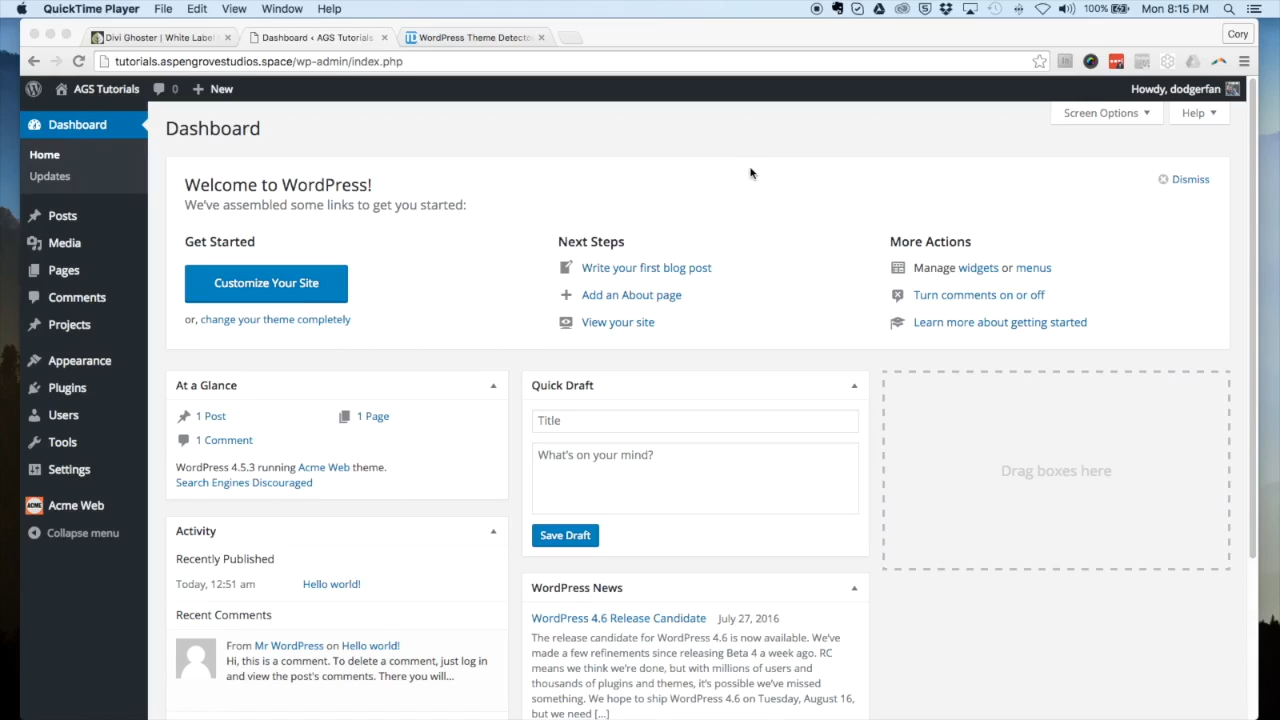 QuickTime Player File Edit View Window Help 100% Mon 8:15 PM
Divi Ghoster | White Label Dashboard ‹ AGS Tutorials WordPress Theme Detector Cory
tutorials.aspengrovestudios.space/wp-admin/index.php
AGS Tutorials 0 New Howdy, dodgerfan
Dashboard
Home
Updates
Posts
Media
Pages
Comments
Projects
Appearance
Plugins
Users
Tools
Settings
Acme Web
Collapse menu
Screen Options Help
Dashboard
Welcome to WordPress!
We've assembled some links to get you started:
Dismiss
Get Started
Customize Your Site
or, change your theme completely
Next Steps
Write your first blog post
Add an About page
View your site
More Actions
Manage widgets or menus
Turn comments on or off
Learn more about getting started
At a Glance
1 Post 1 Page
1 Comment
WordPress 4.5.3 running Acme Web theme.
Search Engines Discouraged
Activity
Recently Published
Today, 12:51 am Hello world!
Recent Comments
From Mr WordPress on Hello world!
Hi, this is a comment. To delete a comment, just log in
and view the post's comments. There you will...
Quick Draft
Title
What's on your mind?
Save Draft
WordPress News
WordPress 4.6 Release Candidate July 27, 2016
The release candidate for WordPress 4.6 is now available. We've
made a few refinements since releasing Beta 4 a week ago. RC
means we think we're done, but with millions of users and
thousands of plugins and themes, it's possible we've missed
something. We hope to ship WordPress 4.6 on Tuesday, August 16,
but we need [...]
Drag boxes here